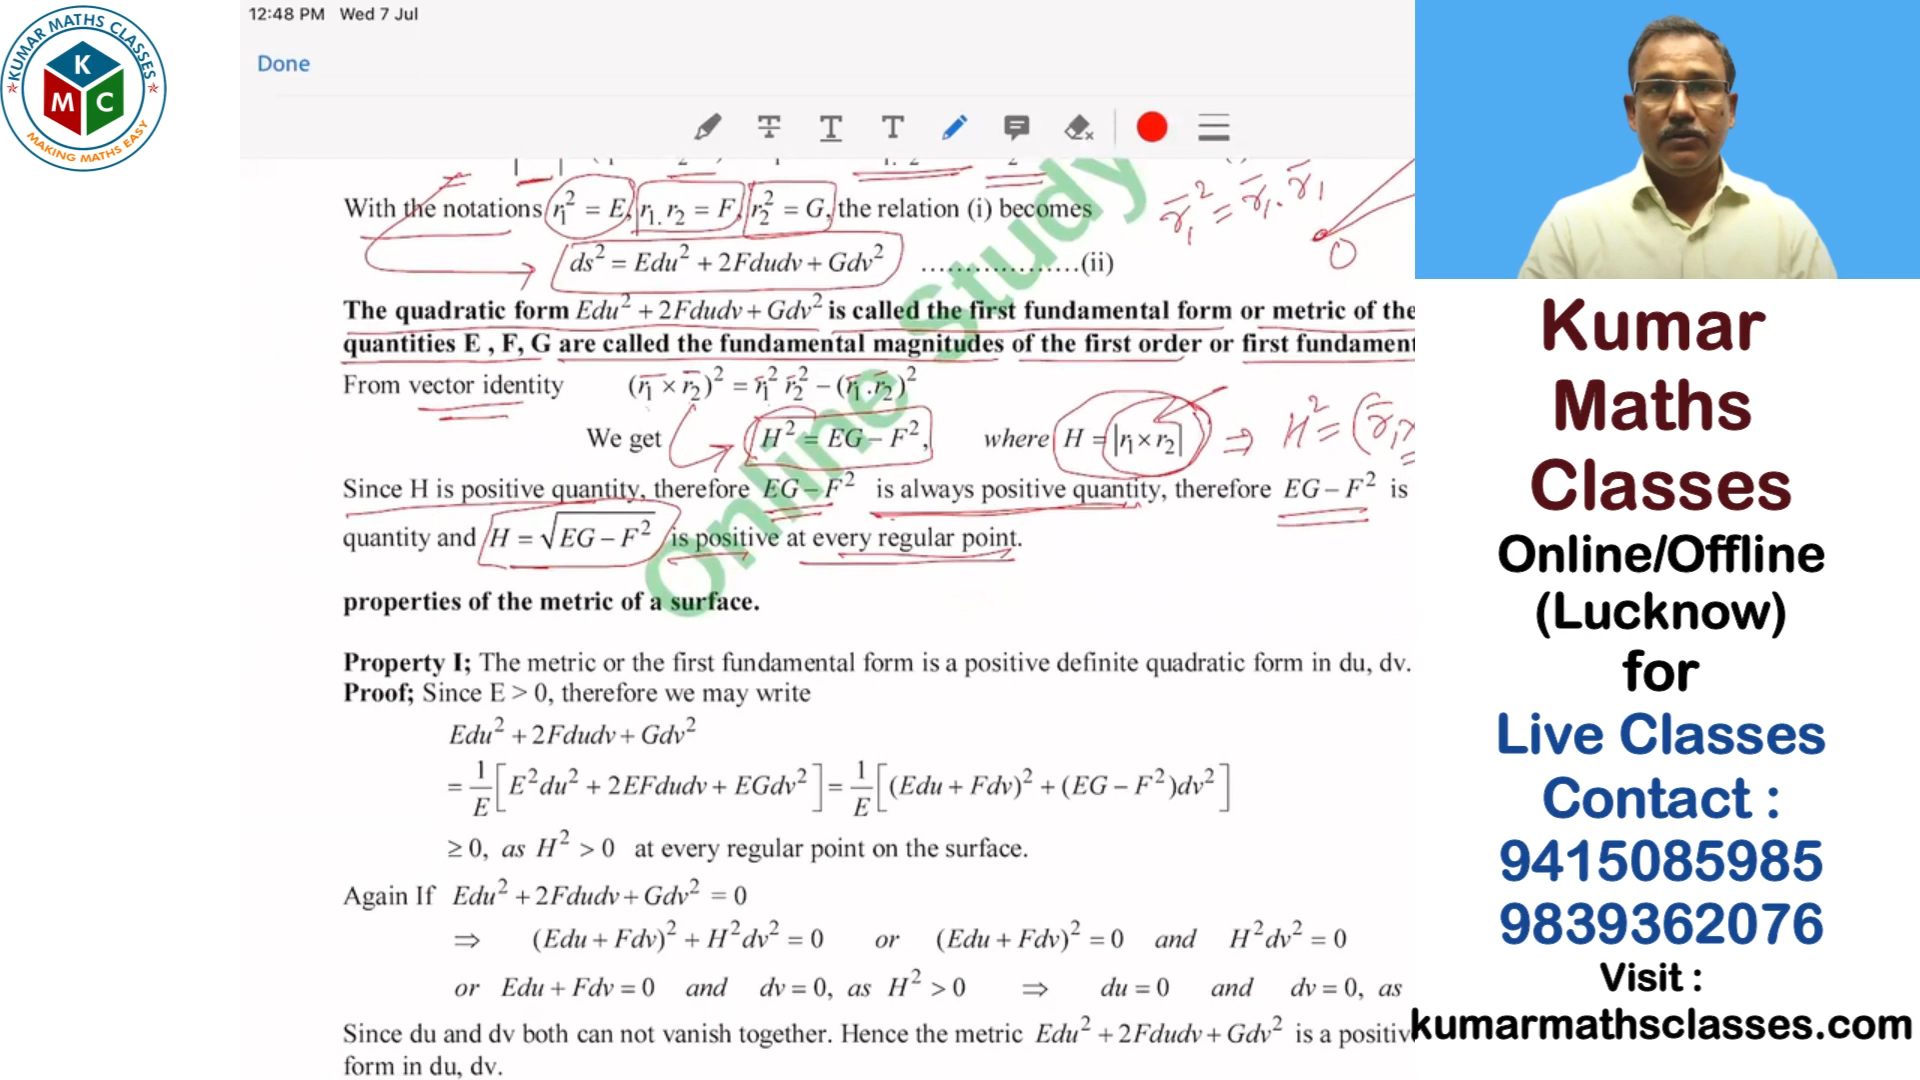 12:48 PM Wed 7 Jul
KUMAR MATHS CLASSES
K
M C
MAKING MATHS EASY
Done
With the notations r₁² = E, r₁.r₂ = F, r₂² = G, the relation (i) becomes
r̄₁² = r̄₁.r̄₁
O
ds² = Edu² + 2Fdudv + Gdv² ..................(ii)
The quadratic form Edu² + 2Fdudv + Gdv² is called the first fundamental form or metric of the
quantities E , F, G are called the fundamental magnitudes of the first order or first fundament
From vector identity (r̄₁ × r̄₂)² = r̄₁² r̄₂² − (r̄₁.r̄₂)²
We get H² = EG − F², where H = |r₁ × r₂| ⇒ H² = (r̄₁×
Since H is positive quantity, therefore EG − F² is always positive quantity, therefore EG − F² is
quantity and H = √(EG − F²) is positive at every regular point.
Online Study
properties of the metric of a surface.
Property I; The metric or the first fundamental form is a positive definite quadratic form in du, dv.
Proof; Since E > 0, therefore we may write
Edu² + 2Fdudv + Gdv²
= 1/E [E²du² + 2EFdudv + EGdv²] = 1/E [(Edu + Fdv)² + (EG − F²)dv²]
≥ 0, as H² > 0 at every regular point on the surface.
Again If Edu² + 2Fdudv + Gdv² = 0
⇒ (Edu + Fdv)² + H²dv² = 0 or (Edu + Fdv)² = 0 and H²dv² = 0
or Edu + Fdv = 0 and dv = 0, as H² > 0 ⇒ du = 0 and dv = 0, as
Since du and dv both can not vanish together. Hence the metric Edu² + 2Fdudv + Gdv² is a positiv
form in du, dv.
Kumar
Maths
Classes
Online/Offline
(Lucknow)
for
Live Classes
Contact :
9415085985
9839362076
Visit :
kumarmathsclasses.com